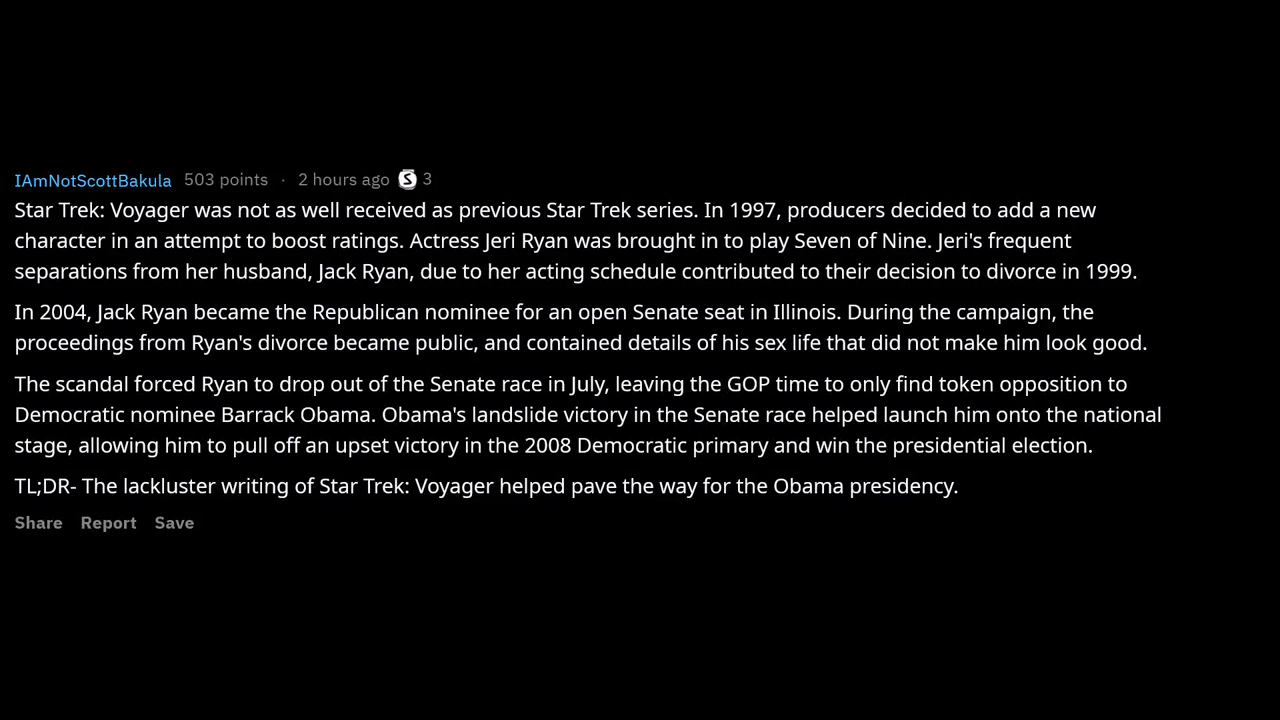 IAmNotScottBakula 503 points · 2 hours ago S 3
Star Trek: Voyager was not as well received as previous Star Trek series. In 1997, producers decided to add a new
character in an attempt to boost ratings. Actress Jeri Ryan was brought in to play Seven of Nine. Jeri's frequent
separations from her husband, Jack Ryan, due to her acting schedule contributed to their decision to divorce in 1999.
In 2004, Jack Ryan became the Republican nominee for an open Senate seat in Illinois. During the campaign, the
proceedings from Ryan's divorce became public, and contained details of his sex life that did not make him look good.
The scandal forced Ryan to drop out of the Senate race in July, leaving the GOP time to only find token opposition to
Democratic nominee Barrack Obama. Obama's landslide victory in the Senate race helped launch him onto the national
stage, allowing him to pull off an upset victory in the 2008 Democratic primary and win the presidential election.
TL;DR- The lackluster writing of Star Trek: Voyager helped pave the way for the Obama presidency.
Share Report Save